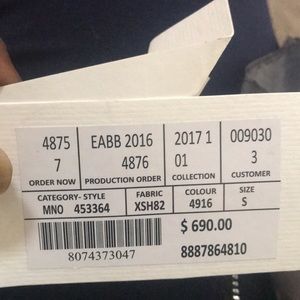 4875 EABB 2016 2017 1 009030
7 4876 01 3
ORDER NOW PRODUCTION ORDER COLLECTION CUSTOMER
CATEGORY- STYLE FABRIC COLOUR SIZE
MNO 453364 XSH82 4916 S
$ 690.00
8074373047 8887864810